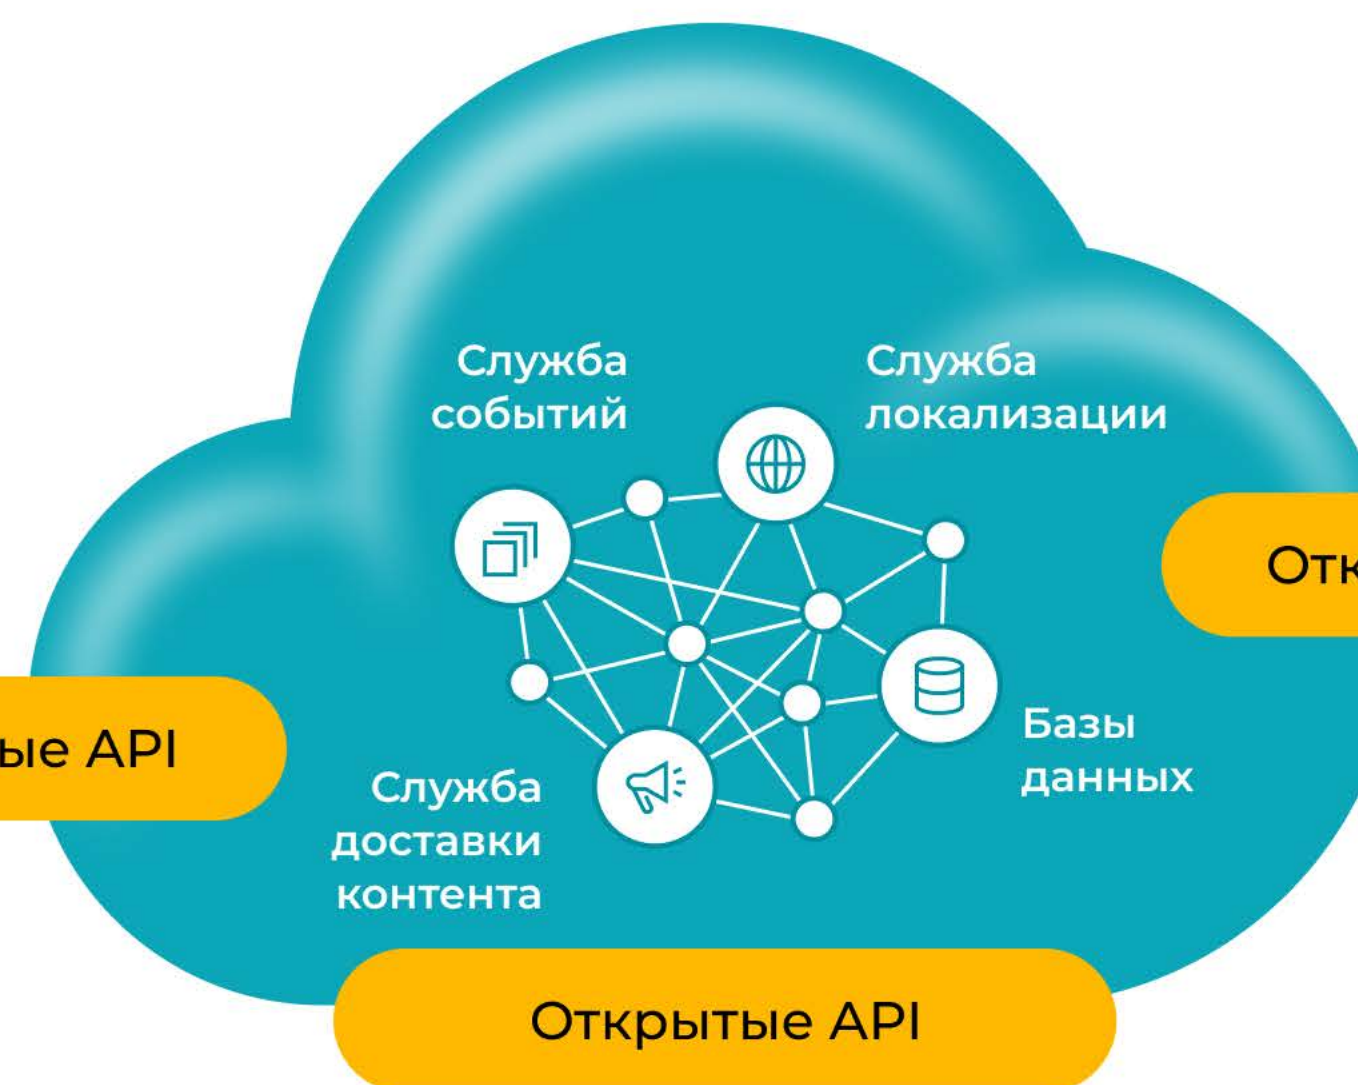 Служба
событий
Служба
локализации
Отк
Базы
данных
ые API
Служба
доставки
контента
Открытые API